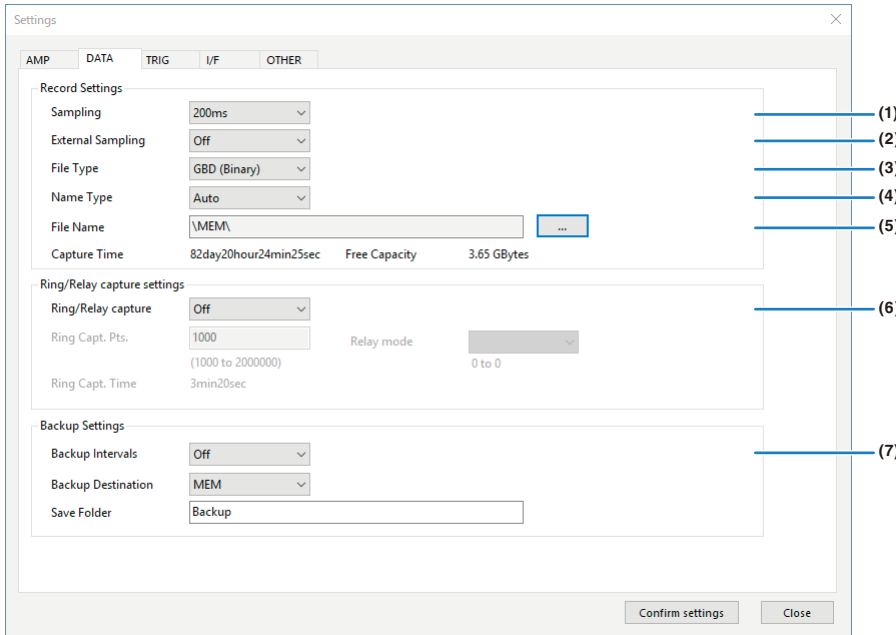 Settings
AMP DATA TRIG I/F OTHER
Record Settings
Sampling 200ms (1)
External Sampling Off (2)
File Type GBD (Binary) (3)
Name Type Auto (4)
File Name \MEM\ ... (5)
Capture Time 82day20hour24min25sec Free Capacity 3.65 GBytes
Ring/Relay capture settings
Ring/Relay capture Off (6)
Ring Capt. Pts. 1000 Relay mode
(1000 to 2000000) 0 to 0
Ring Capt. Time 3min20sec
Backup Settings
Backup Intervals Off (7)
Backup Destination MEM
Save Folder Backup
Confirm settings Close